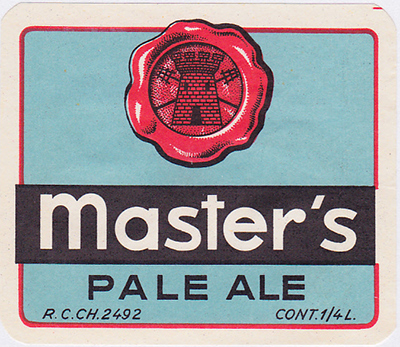 Master's
PALE ALE
R.C.CH.2492 CONT.1/4L.